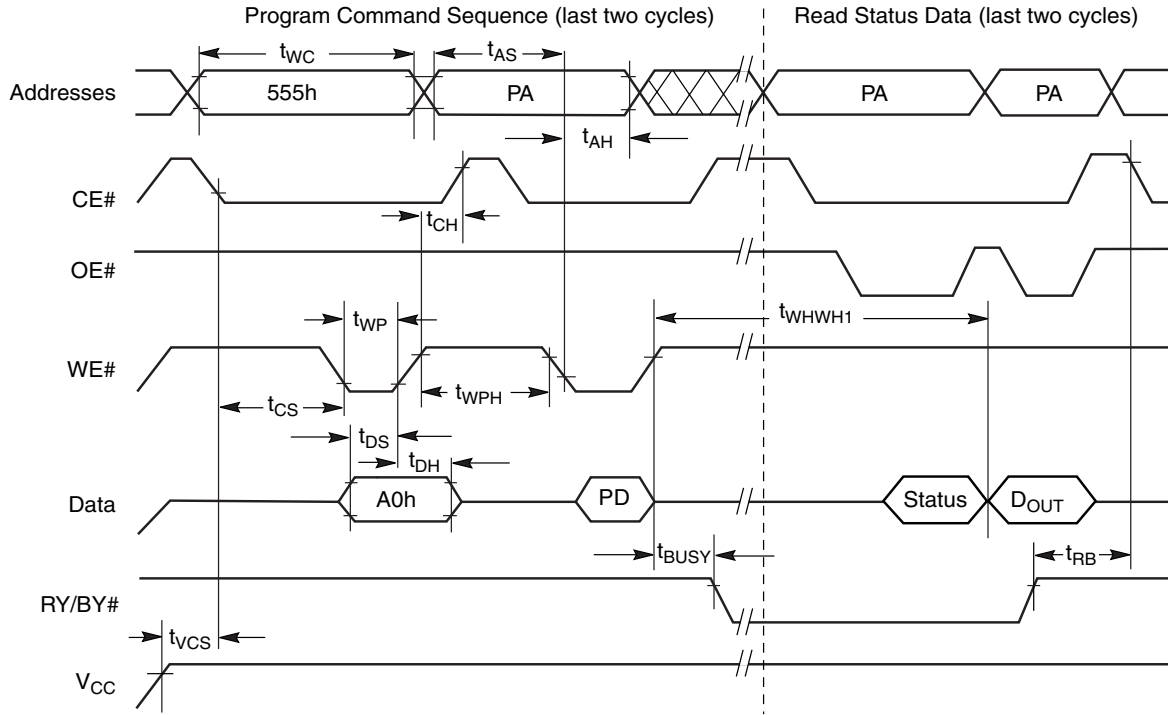 Program Command Sequence (last two cycles)
Read Status Data (last two cycles)
tWC
tAS
Addresses
555h
PA
PA
PA
tAH
CE#
tCH
OE#
tWP
tWHWH1
WE#
tCS
tWPH
tDS
tDH
Data
A0h
PD
Status
DOUT
tBUSY
tRB
RY/BY#
tVCS
VCC